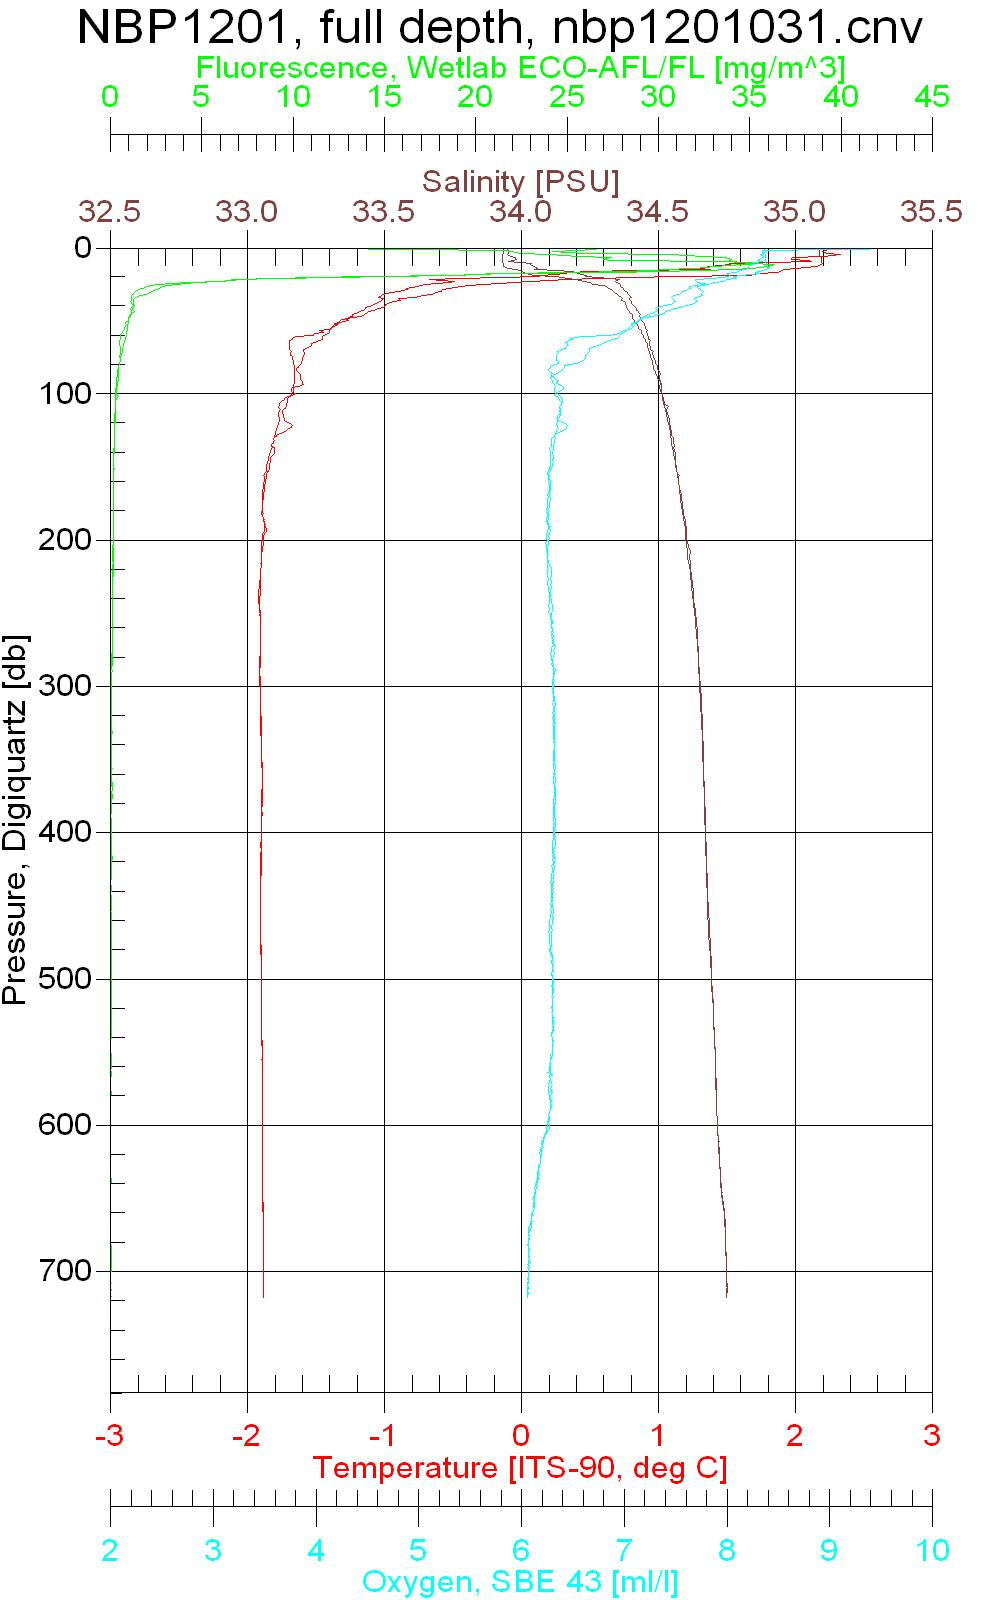 NBP1201, full depth, nbp1201031.cnv
Fluorescence, Wetlab ECO-AFL/FL [mg/m^3]
0 5 10 15 20 25 30 35 40 45
Salinity [PSU]
32.5 33.0 33.5 34.0 34.5 35.0 35.5
0
100
200
300
400
500
600
700
Pressure, Digiquartz [db]
-3 -2 -1 0 1 2 3
Temperature [ITS-90, deg C]
2 3 4 5 6 7 8 9 10
Oxygen, SBE 43 [ml/l]